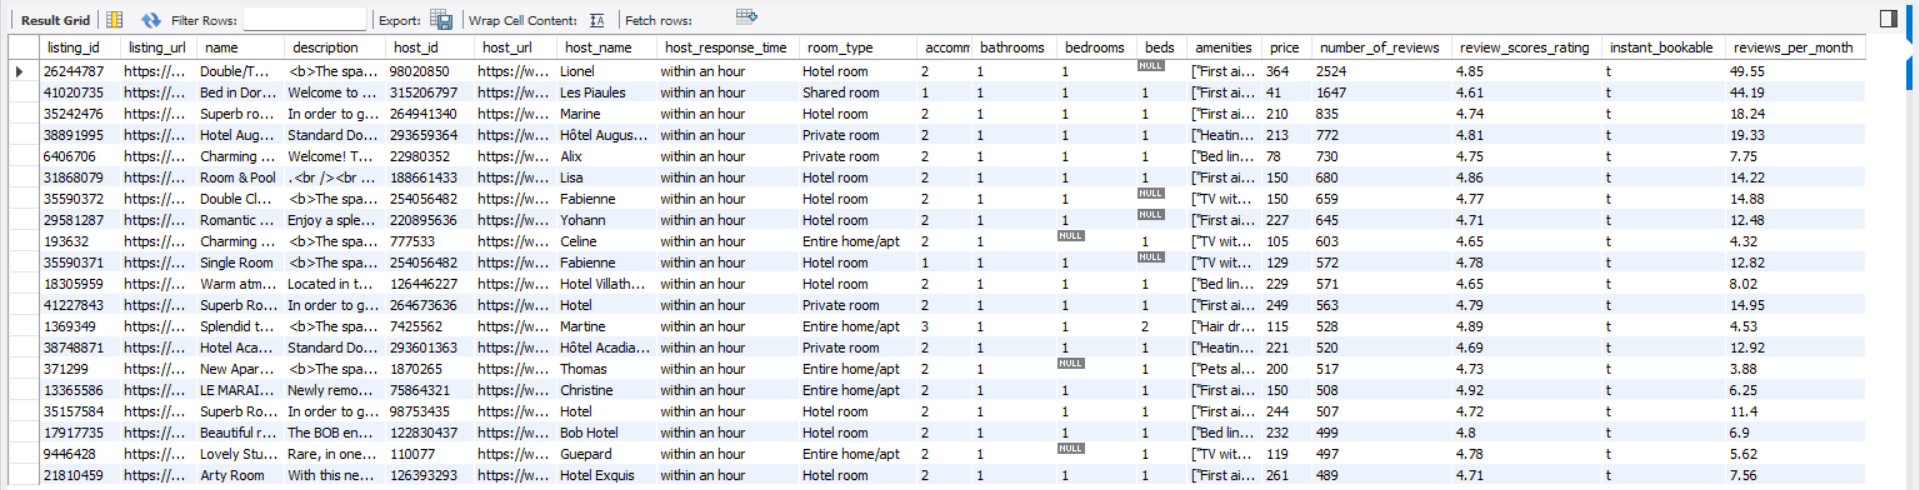 Result Grid Filter Rows: Export: Wrap Cell Content: IA Fetch rows:
listing_id listing_url name description host_id host_url host_name host_response_time room_type accomm bathrooms bedrooms beds amenities price number_of_reviews review_scores_rating instant_bookable reviews_per_month
26244787 https://... Double/T... <b>The spa... 98020850 https://w... Lionel within an hour Hotel room 2 1 1 NULL ["First ai... 364 2524 4.85 t 49.55
41020735 https://... Bed in Dor... Welcome to ... 315206797 https://w... Les Piaules within an hour Shared room 1 1 1 1 ["First ai... 41 1647 4.61 t 44.19
35242476 https://... Superb ro... In order to g... 264941340 https://w... Marine within an hour Hotel room 2 1 1 1 ["First ai... 210 835 4.74 t 18.24
38891995 https://... Hotel Aug... Standard Do... 293659364 https://w... Hôtel Augus... within an hour Private room 2 1 1 1 ["Heatin... 213 772 4.81 t 19.33
6406706 https://... Charming ... Welcome! T... 22980352 https://w... Alix within an hour Private room 2 1 1 1 ["Bed lin... 78 730 4.75 t 7.75
31868079 https://... Room & Pool .<br /><br ... 188661433 https://w... Lisa within an hour Hotel room 2 1 1 1 ["First ai... 150 680 4.86 t 14.22
35590372 https://... Double Cl... <b>The spa... 254056482 https://w... Fabienne within an hour Hotel room 2 1 1 NULL ["TV wit... 150 659 4.77 t 14.88
29581287 https://... Romantic ... Enjoy a sple... 220895636 https://w... Yohann within an hour Hotel room 2 1 1 NULL ["First ai... 227 645 4.71 t 12.48
193632 https://... Charming ... <b>The spa... 777533 https://w... Celine within an hour Entire home/apt 2 1 NULL 1 ["TV wit... 105 603 4.65 t 4.32
35590371 https://... Single Room <b>The spa... 254056482 https://w... Fabienne within an hour Hotel room 1 1 1 NULL ["TV wit... 129 572 4.78 t 12.82
18305959 https://... Warm atm... Located in t... 126446227 https://w... Hotel Villath... within an hour Hotel room 2 1 1 1 ["Bed lin... 229 571 4.65 t 8.02
41227843 https://... Superb Ro... In order to g... 264673636 https://w... Hotel within an hour Private room 2 1 1 1 ["First ai... 249 563 4.79 t 14.95
1369349 https://... Splendid t... <b>The spa... 7425562 https://w... Martine within an hour Entire home/apt 3 1 1 2 ["Hair dr... 115 528 4.89 t 4.53
38748871 https://... Hotel Aca... Standard Do... 293601363 https://w... Hôtel Acadia... within an hour Private room 2 1 1 1 ["Heatin... 221 520 4.69 t 12.92
371299 https://... New Apar... <b>The spa... 1870265 https://w... Thomas within an hour Entire home/apt 2 1 NULL 1 ["Pets al... 200 517 4.73 t 3.88
13365586 https://... LE MARAI... Newly remo... 75864321 https://w... Christine within an hour Entire home/apt 2 1 1 1 ["First ai... 150 508 4.92 t 6.25
35157584 https://... Superb Ro... In order to g... 98753435 https://w... Hotel within an hour Hotel room 2 1 1 1 ["First ai... 244 507 4.72 t 11.4
17917735 https://... Beautiful r... The BOB en... 122830437 https://w... Bob Hotel within an hour Hotel room 2 1 1 1 ["Bed lin... 232 499 4.8 t 6.9
9446428 https://... Lovely Stu... Rare, in one... 110077 https://w... Guepard within an hour Entire home/apt 2 1 NULL 1 ["TV wit... 119 497 4.78 t 5.62
21810459 https://... Arty Room With this ne... 126393293 https://w... Hotel Exquis within an hour Hotel room 2 1 1 1 ["First ai... 261 489 4.71 t 7.56